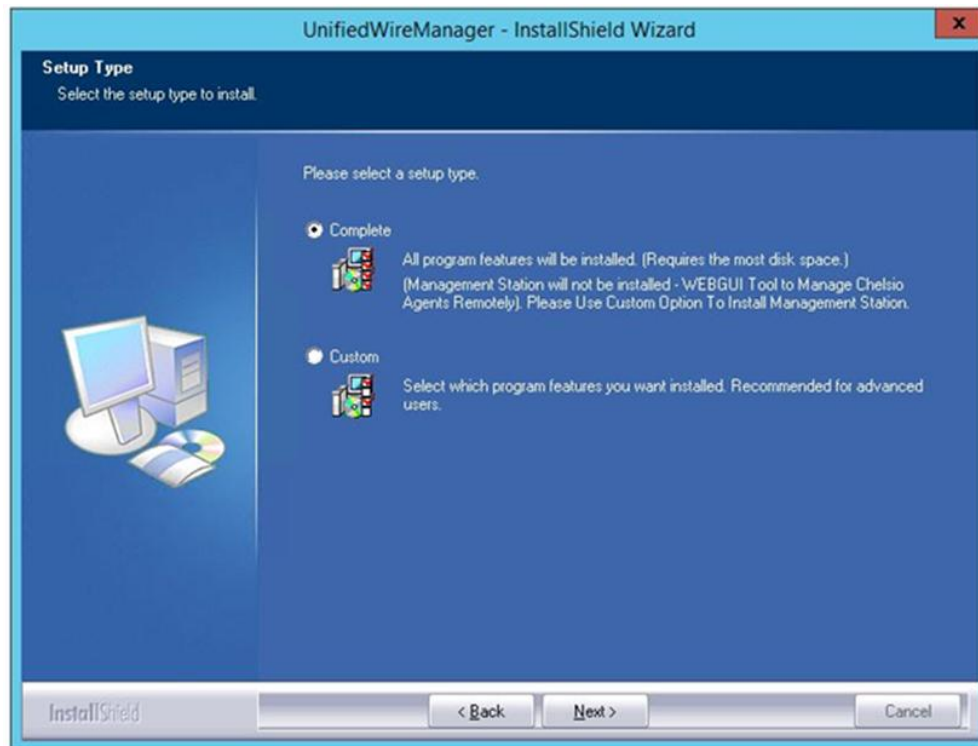 UnifiedWireManager - InstallShield Wizard
x
Setup Type
Select the setup type to install.
Please select a setup type.
Complete
All program features will be installed. (Requires the most disk space.)
(Management Station will not be installed - WEBGUI Tool to Manage Chelsio
Agents Remotely). Please Use Custom Option To Install Management Station.
Custom
Select which program features you want installed. Recommended for advanced
users.
InstallShield
< Back
Next >
Cancel